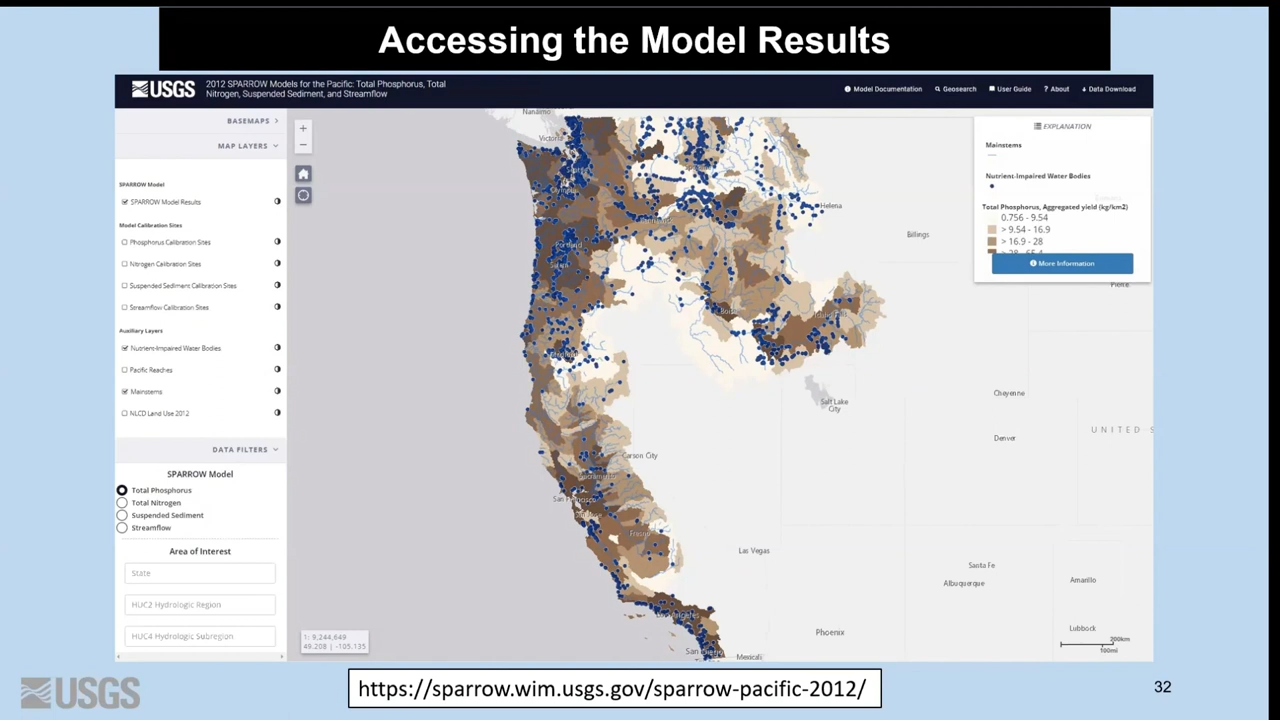 Accessing the Model Results
USGS
2012 SPARROW Models for the Pacific: Total Phosphorus, Total
Nitrogen, Suspended Sediment, and Streamflow
Model Documentation
Geosearch
User Guide
? About
Data Download
BASEMAPS
MAP LAYERS
SPARROW Model
SPARROW Model Results
Model Calibration Sites
Phosphorus Calibration Sites
Nitrogen Calibration Sites
Suspended Sediment Calibration Sites
Streamflow Calibration Sites
Auxiliary Layers
Nutrient-Impaired Water Bodies
Pacific Reaches
Mainstems
NLCD Land Use 2012
DATA FILTERS
SPARROW Model
Total Phosphorus
Total Nitrogen
Suspended Sediment
Streamflow
Area of Interest
State
HUC2 Hydrologic Region
HUC4 Hydrologic Subregion
+
−
Nanaimo
Victoria
Portland
Salem
Medford
Boise
Helena
Billings
Salt Lake
City
Cheyenne
Denver
UNITED S
Carson City
Sacramento
Fresno
Las Vegas
Santa Fe
Albuquerque
Amarillo
Lubbock
Phoenix
Los Angeles
San Diego
Mexicali
EXPLANATION
Mainstems
Nutrient-Impaired Water Bodies
Total Phosphorus, Aggregated yield (kg/km2)
0.756 - 9.54
> 9.54 - 16.9
> 16.9 - 28
More Information
Pierre
1: 9,244,649
49.208 | -105.135
200km
100mi
USGS
https://sparrow.wim.usgs.gov/sparrow-pacific-2012/
32